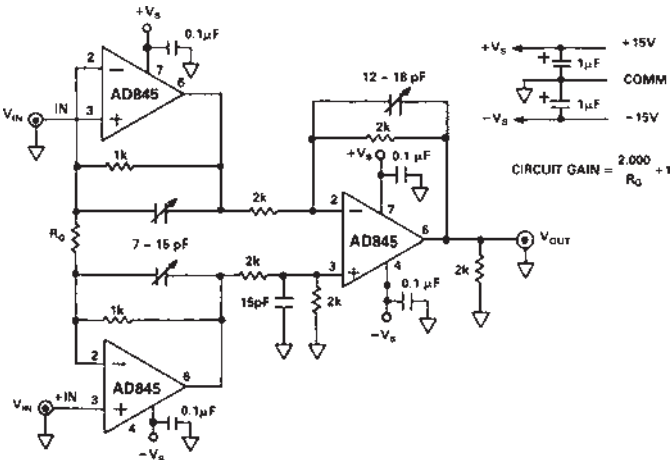 +VS
0.1μF
2
7
6
AD845
VIN
IN
3
1k
12 – 18 pF
2k
+VS
0.1 μF
+VS
+15V
1μF
COMM
1μF
−VS
−15V
CIRCUIT GAIN = 2.000 / RG + 1
RG
7 – 15 pF
2k
2
7
6
AD845
3
4
VOUT
2k
2k
15pF
2k
0.1 μF
−VS
1k
2
6
AD845
VIN
+IN
3
4
0.1μF
−VS